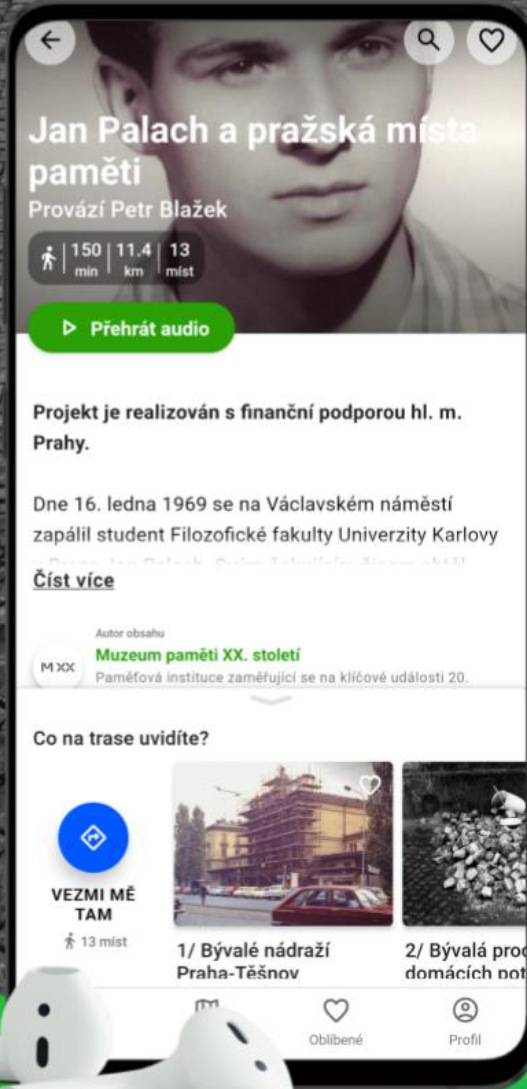 Jan Palach a pražská místa
paměti
Provází Petr Blažek
150 min | 11.4 km | 13 míst
Přehrát audio
Projekt je realizován s finanční podporou hl. m.
Prahy.
Dne 16. ledna 1969 se na Václavském náměstí
zapálil student Filozofické fakulty Univerzity Karlovy
Číst více
Autor obsahu
M XX
Muzeum paměti XX. století
Paměťová instituce zaměřující se na klíčové události 20.
Co na trase uvidíte?
VEZMI MĚ
TAM
13 míst
1/ Bývalé nádraží
Praha-Těšnov
2/ Bývalá
domácích
Oblíbené
Profil